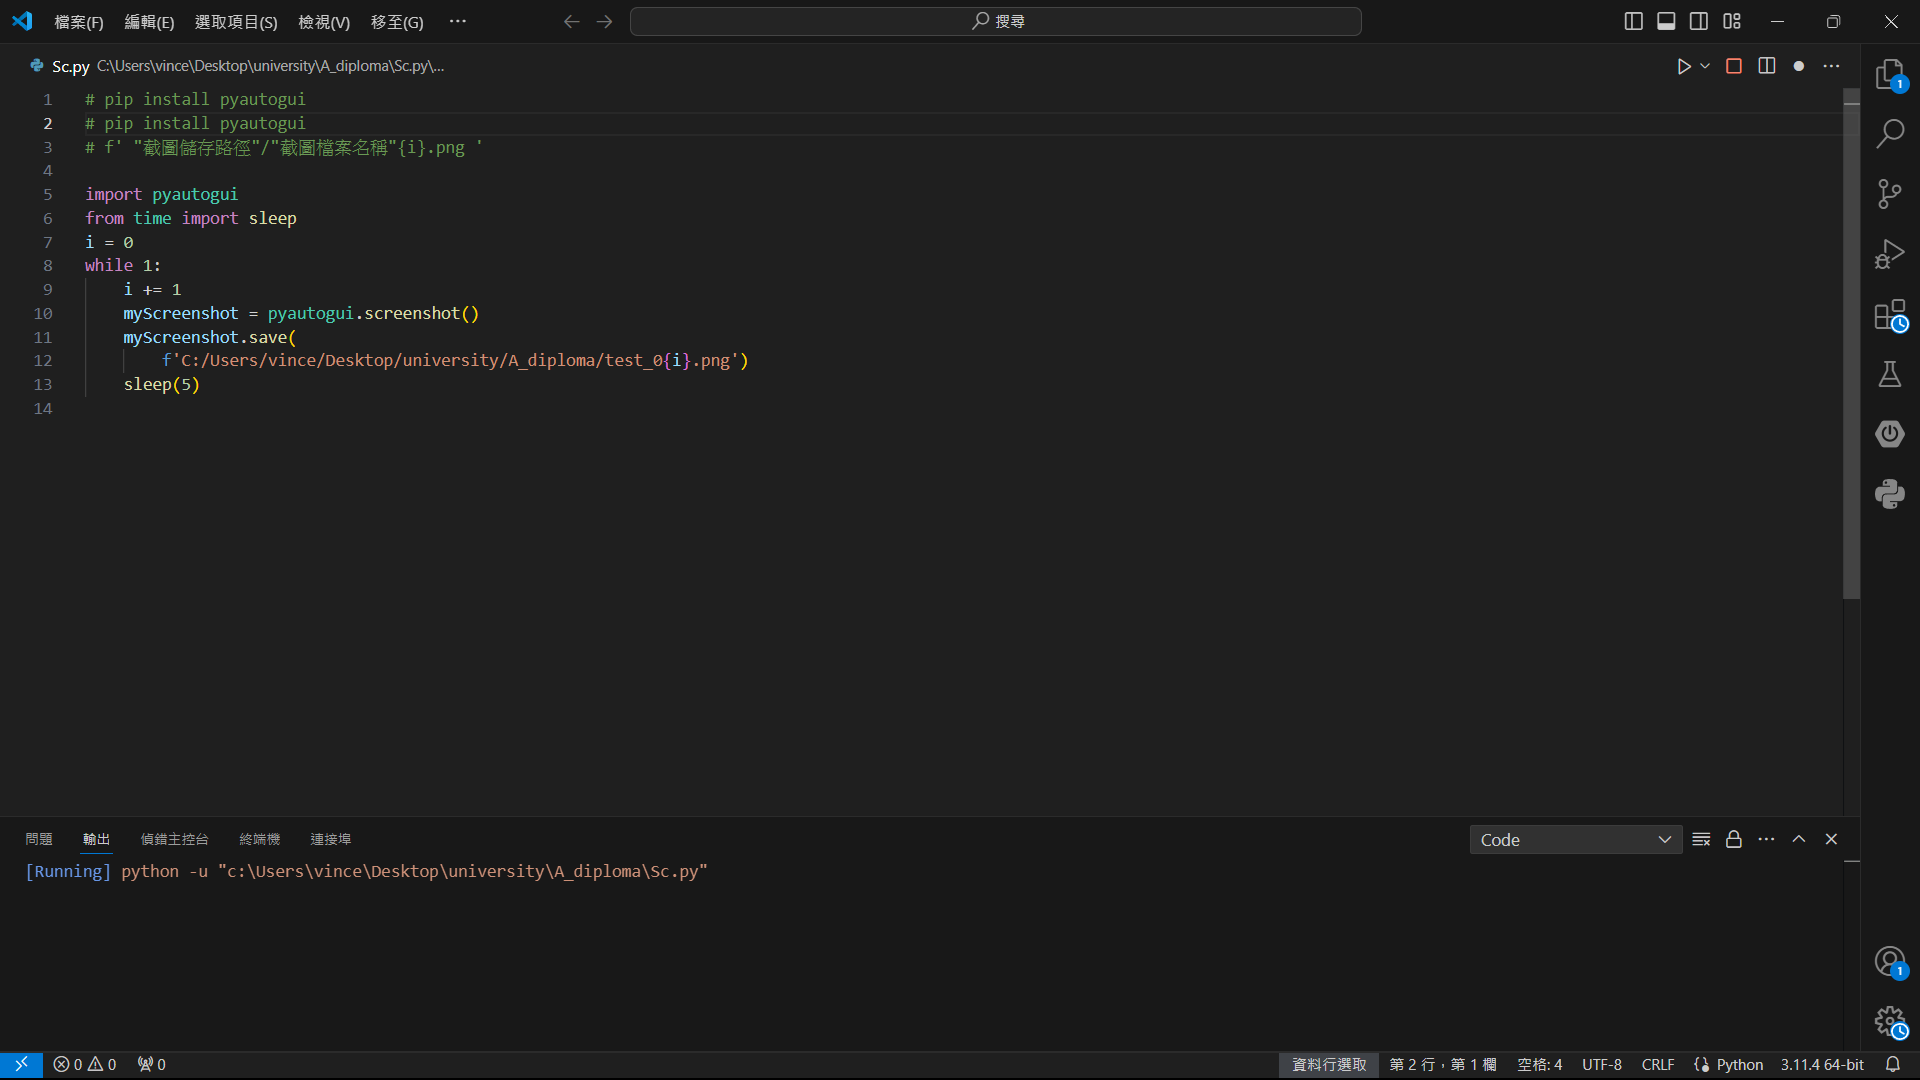 檔案(F) 編輯(E) 選取項目(S) 檢視(V) 移至(G) ··· 搜尋
Sc.py C:\Users\vince\Desktop\university\A_diploma\Sc.py\...
1 # pip install pyautogui
2 # pip install pyautogui
3 # f' "截圖儲存路徑"/"截圖檔案名稱"{i}.png '
4
5 import pyautogui
6 from time import sleep
7 i = 0
8 while 1:
9 i += 1
10 myScreenshot = pyautogui.screenshot()
11 myScreenshot.save(
12 f'C:/Users/vince/Desktop/university/A_diploma/test_0{i}.png')
13 sleep(5)
14
問題 輸出 偵錯主控台 終端機 連接埠 Code
[Running] python -u "c:\Users\vince\Desktop\university\A_diploma\Sc.py"
1
1
0 0 0 資料行選取 第 2 行，第 1 欄 空格: 4 UTF-8 CRLF Python 3.11.4 64-bit